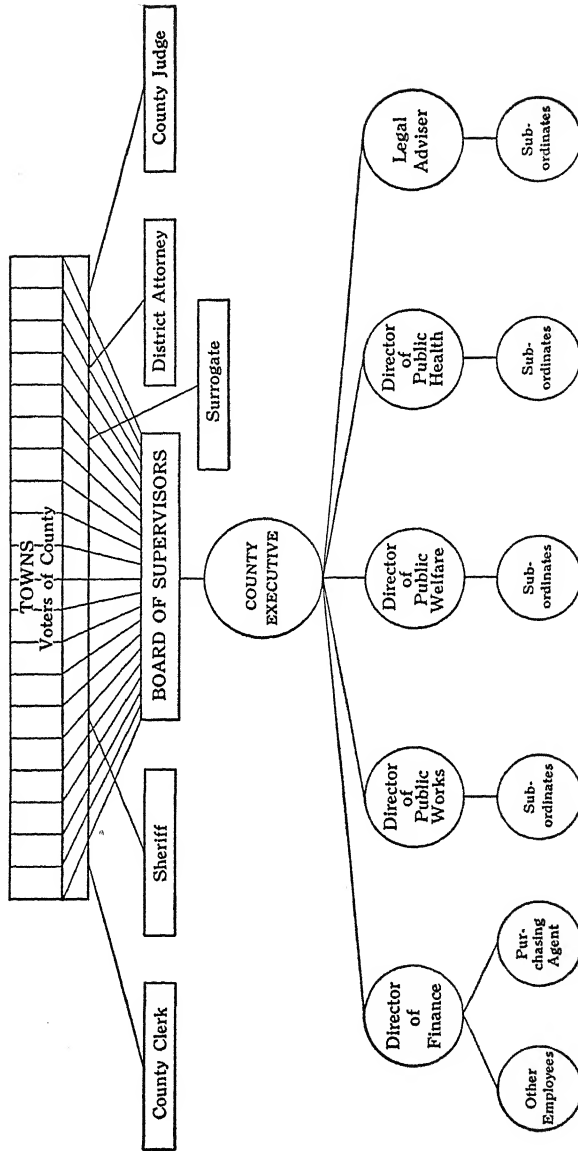 TOWNS
Voters of County
County Clerk
Sheriff
BOARD OF SUPERVISORS
District Attorney
County Judge
Surrogate
COUNTY
EXECUTIVE
Director
of
Finance
Director
of
Public
Works
Director
of
Public
Welfare
Director
of
Public
Health
Legal
Adviser
Other
Employees
Pur-
chasing
Agent
Sub-
ordinates
Sub-
ordinates
Sub-
ordinates
Sub-
ordinates